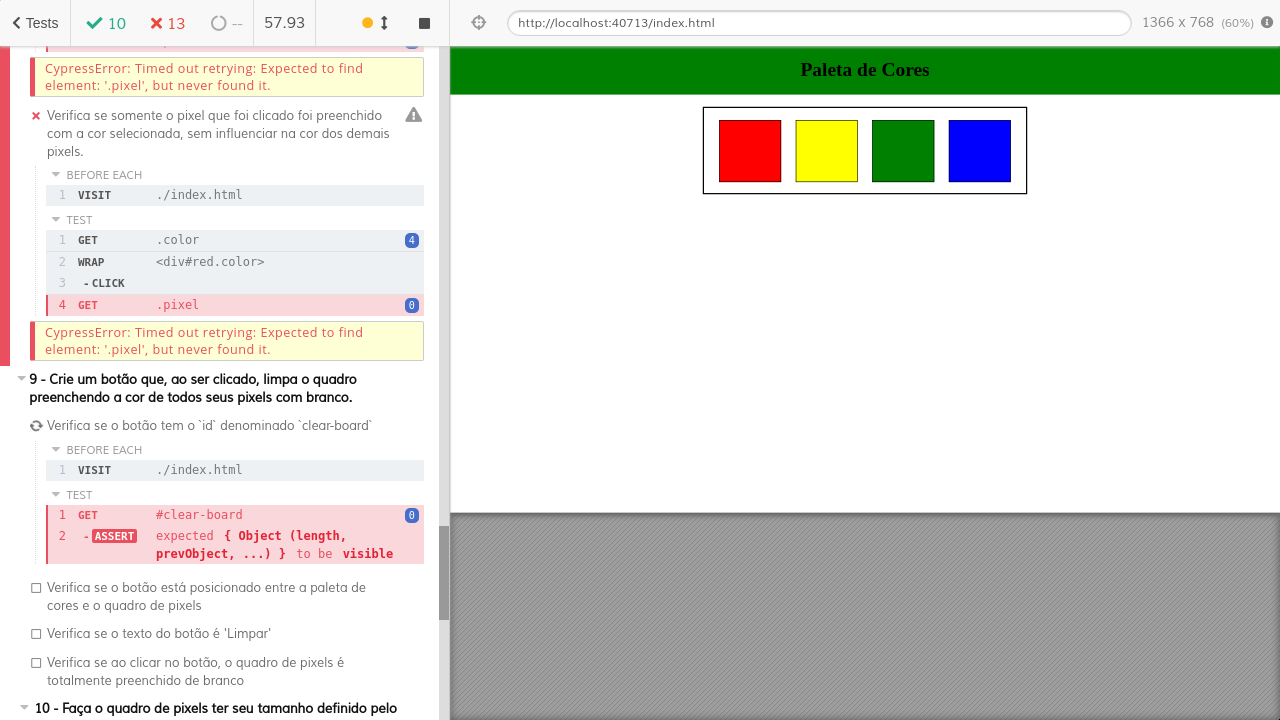 Tests
10
13
--
57.93
http://localhost:40713/index.html
1366 x 768 (60%)
CypressError: Timed out retrying: Expected to find
element: '.pixel', but never found it.
Verifica se somente o pixel que foi clicado foi preenchido
com a cor selecionada, sem influenciar na cor dos demais
pixels.
BEFORE EACH
1 VISIT ./index.html
TEST
1 GET .color 4
2 WRAP <div#red.color>
3 -CLICK
4 GET .pixel 0
CypressError: Timed out retrying: Expected to find
element: '.pixel', but never found it.
9 - Crie um botão que, ao ser clicado, limpa o quadro
preenchendo a cor de todos seus pixels com branco.
Verifica se o botão tem o `id` denominado `clear-board`
BEFORE EACH
1 VISIT ./index.html
TEST
1 GET #clear-board 0
2 -ASSERT expected { Object (length,
prevObject, ...) } to be visible
Verifica se o botão está posicionado entre a paleta de
cores e o quadro de pixels
Verifica se o texto do botão é 'Limpar'
Verifica se ao clicar no botão, o quadro de pixels é
totalmente preenchido de branco
10 - Faça o quadro de pixels ter seu tamanho definido pelo
Paleta de Cores